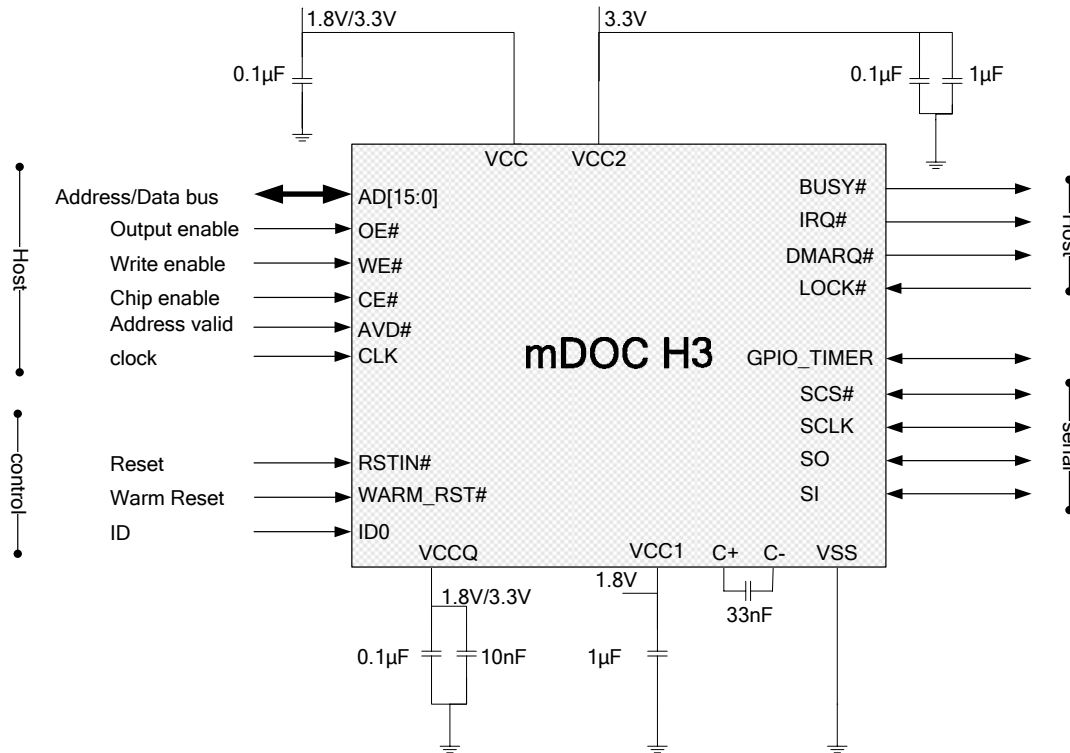 1.8V/3.3V
3.3V
0.1µF
0.1µF
1µF
VCC
VCC2
Host
Address/Data bus
AD[15:0]
Output enable
OE#
Write enable
WE#
Chip enable
CE#
Address valid
AVD#
clock
CLK
mDOC H3
BUSY#
IRQ#
DMARQ#
LOCK#
Host
GPIO_TIMER
SCS#
SCLK
SO
SI
serial
control
Reset
RSTIN#
Warm Reset
WARM_RST#
ID
ID0
VCCQ
VCC1
C+
C-
VSS
1.8V/3.3V
1.8V
33nF
0.1µF
10nF
1µF